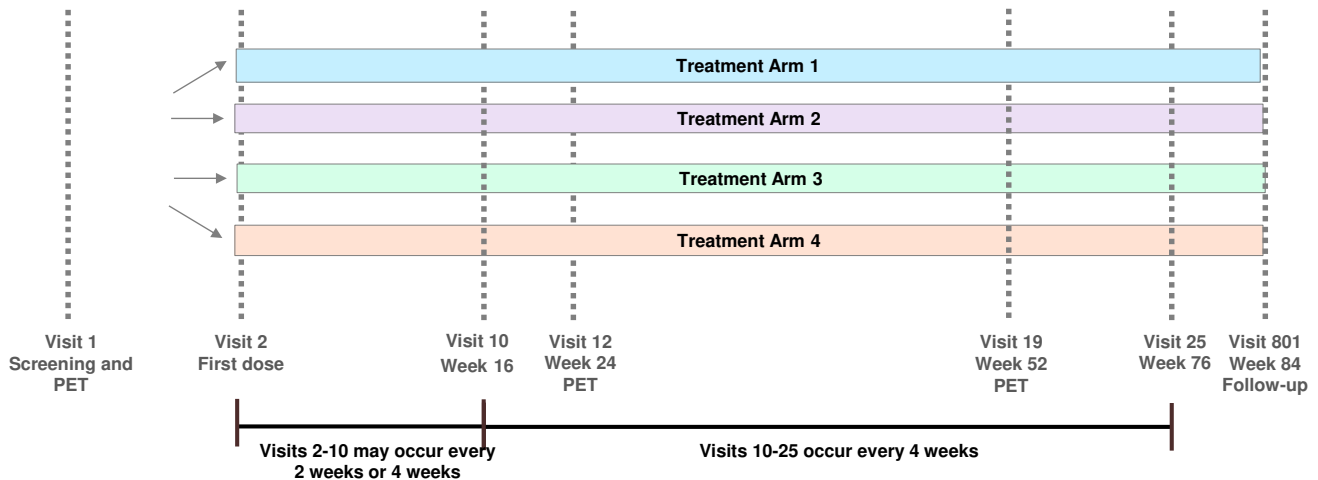 Treatment Arm 1
Treatment Arm 2
Treatment Arm 3
Treatment Arm 4
Visit 1
Screening and
PET
Visit 2
First dose
Visit 10
Week 16
Visit 12
Week 24
PET
Visit 19
Week 52
PET
Visit 25
Week 76
Visit 801
Week 84
Follow-up
Visits 2-10 may occur every
2 weeks or 4 weeks
Visits 10-25 occur every 4 weeks